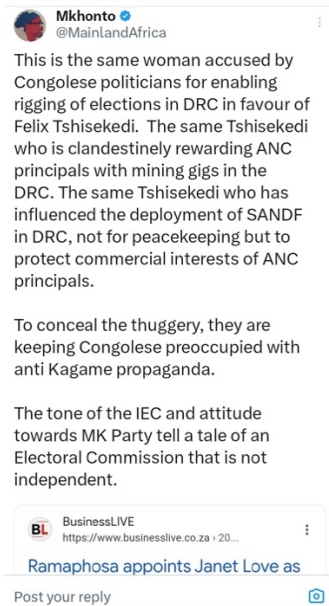 Mkhonto
@MainlandAfrica
This is the same woman accused by
Congolese politicians for enabling
rigging of elections in DRC in favour of
Felix Tshisekedi.  The same Tshisekedi
who is clandestinely rewarding ANC
principals with mining gigs in the
DRC. The same Tshisekedi who has
influenced the deployment of SANDF
in DRC, not for peacekeeping but to
protect commercial interests of ANC
principals.
To conceal the thuggery, they are
keeping Congolese preoccupied with
anti Kagame propaganda.
The tone of the IEC and attitude
towards MK Party tell a tale of an
Electoral Commission that is not
independent.
BL
BusinessLIVE
https://www.businesslive.co.za › 20...
Ramaphosa appoints Janet Love as
Post your reply